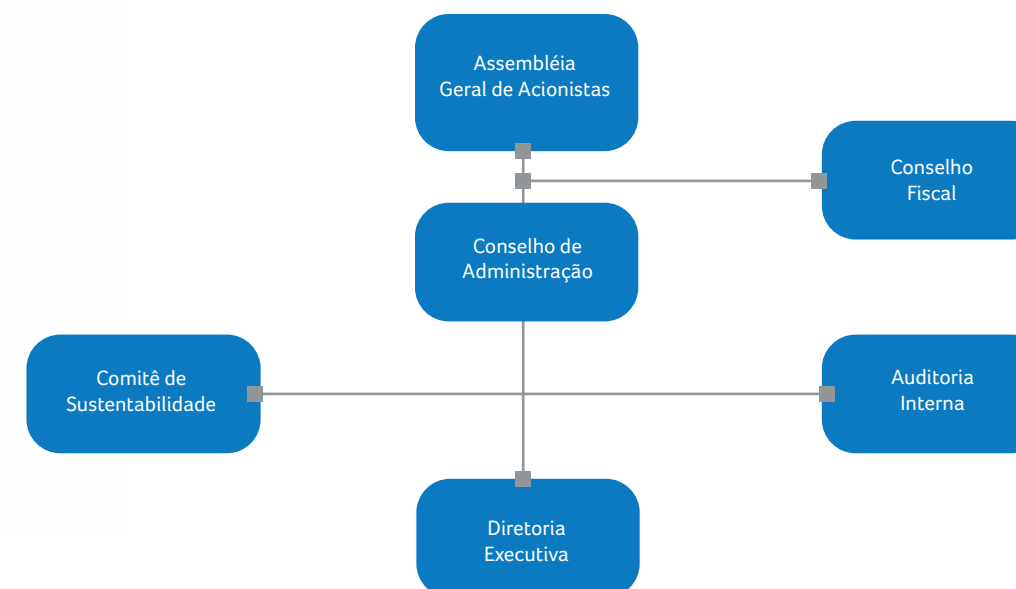 Assembléia
Geral de Acionistas
Conselho
Fiscal
Conselho de
Administração
Comitê de
Sustentabilidade
Auditoria
Interna
Diretoria
Executiva